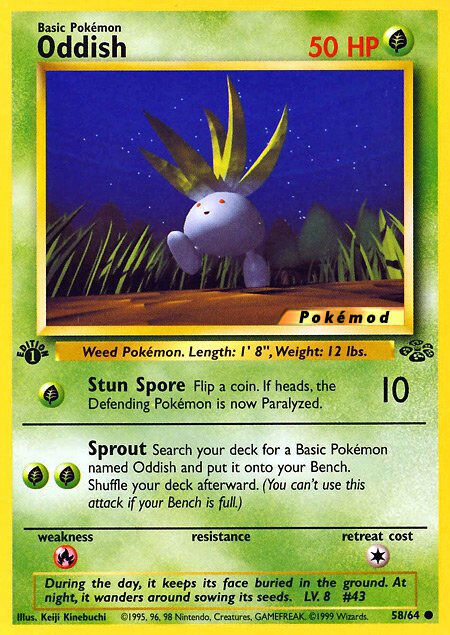 Basic Pokémon
Oddish 50 HP
Pokémod
EDITION
1
Weed Pokémon. Length: 1' 8", Weight: 12 lbs.
Stun Spore Flip a coin. If heads, the 10
Defending Pokémon is now Paralyzed.
Sprout Search your deck for a Basic Pokémon
named Oddish and put it onto your Bench.
Shuffle your deck afterward. (You can't use this
attack if your Bench is full.)
weakness resistance retreat cost
During the day, it keeps its face buried in the ground. At
night, it wanders around sowing its seeds. LV. 8 #43
Illus. Keiji Kinebuchi ©1995, 96, 98 Nintendo, Creatures, GAMEFREAK. ©1999 Wizards. 58/64